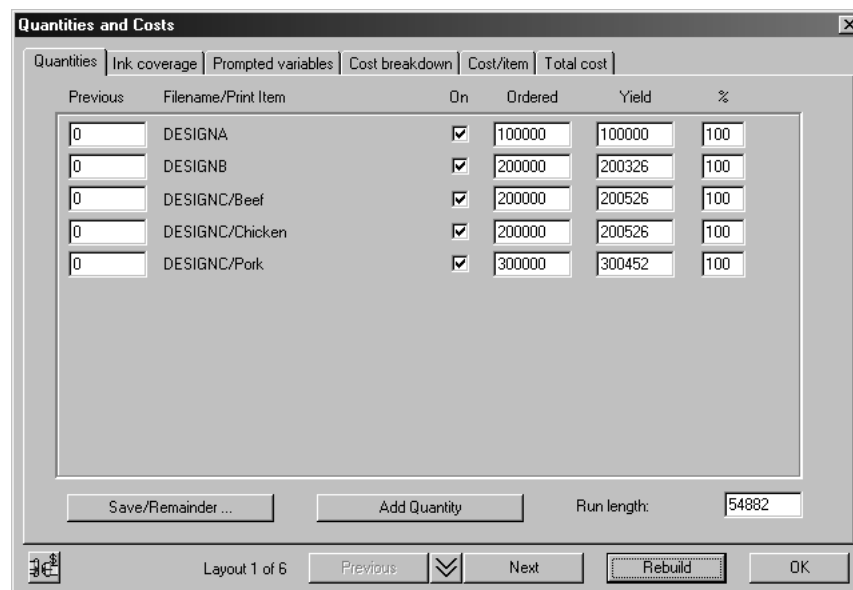 Quantities and Costs
Quantities Ink coverage Prompted variables Cost breakdown Cost/item Total cost
Previous Filename/Print Item On Ordered Yield %
0 DESIGNA 100000 100000 100
0 DESIGNB 200000 200326 100
0 DESIGNC/Beef 200000 200526 100
0 DESIGNC/Chicken 200000 200526 100
0 DESIGNC/Pork 300000 300452 100
Save/Remainder ... Add Quantity Run length: 54882
Layout 1 of 6 Previous Next Rebuild OK